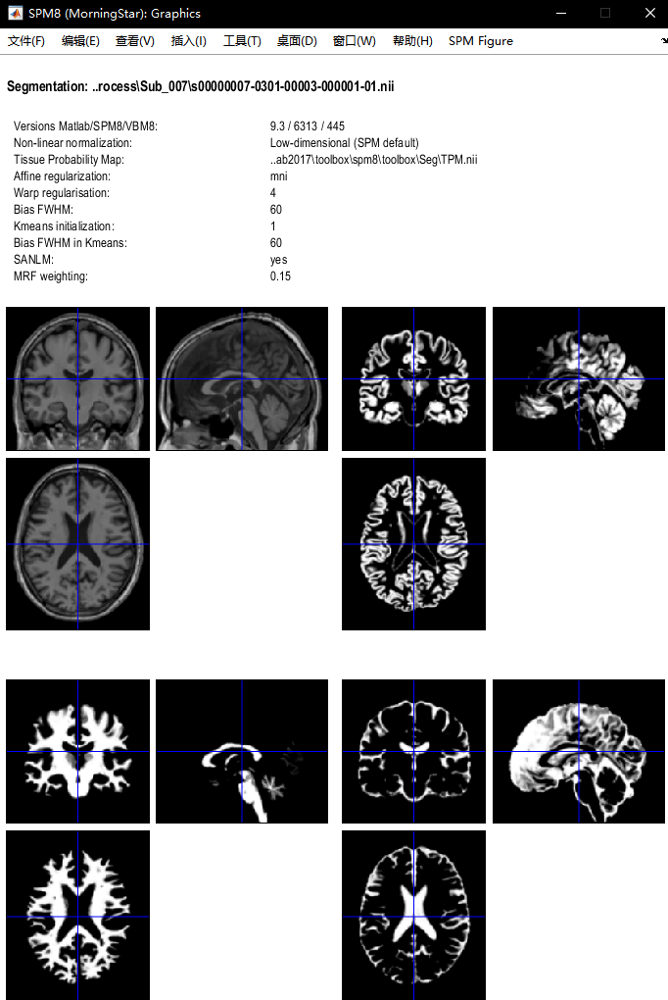 SPM8 (MorningStar): Graphics
文件(F) 编辑(E) 查看(V) 插入(I) 工具(T) 桌面(D) 窗口(W) 帮助(H) SPM Figure
Segmentation: ..rocess\Sub_007\s00000007-0301-00003-000001-01.nii
Versions Matlab/SPM8/VBM8: 9.3 / 6313 / 445
Non-linear normalization: Low-dimensional (SPM default)
Tissue Probability Map: ..ab2017\toolbox\spm8\toolbox\Seg\TPM.nii
Affine regularization: mni
Warp regularisation: 4
Bias FWHM: 60
Kmeans initialization: 1
Bias FWHM in Kmeans: 60
SANLM: yes
MRF weighting: 0.15